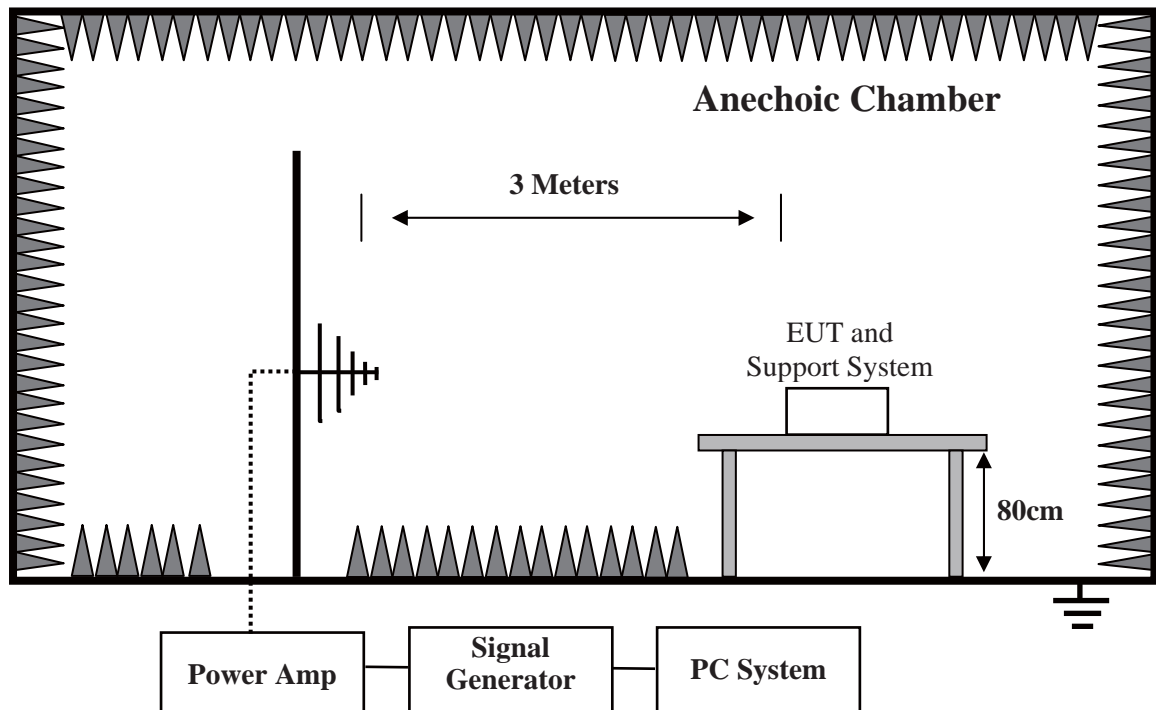 Anechoic Chamber
3 Meters
EUT and
Support System
80cm
Power Amp
Signal
Generator
PC System